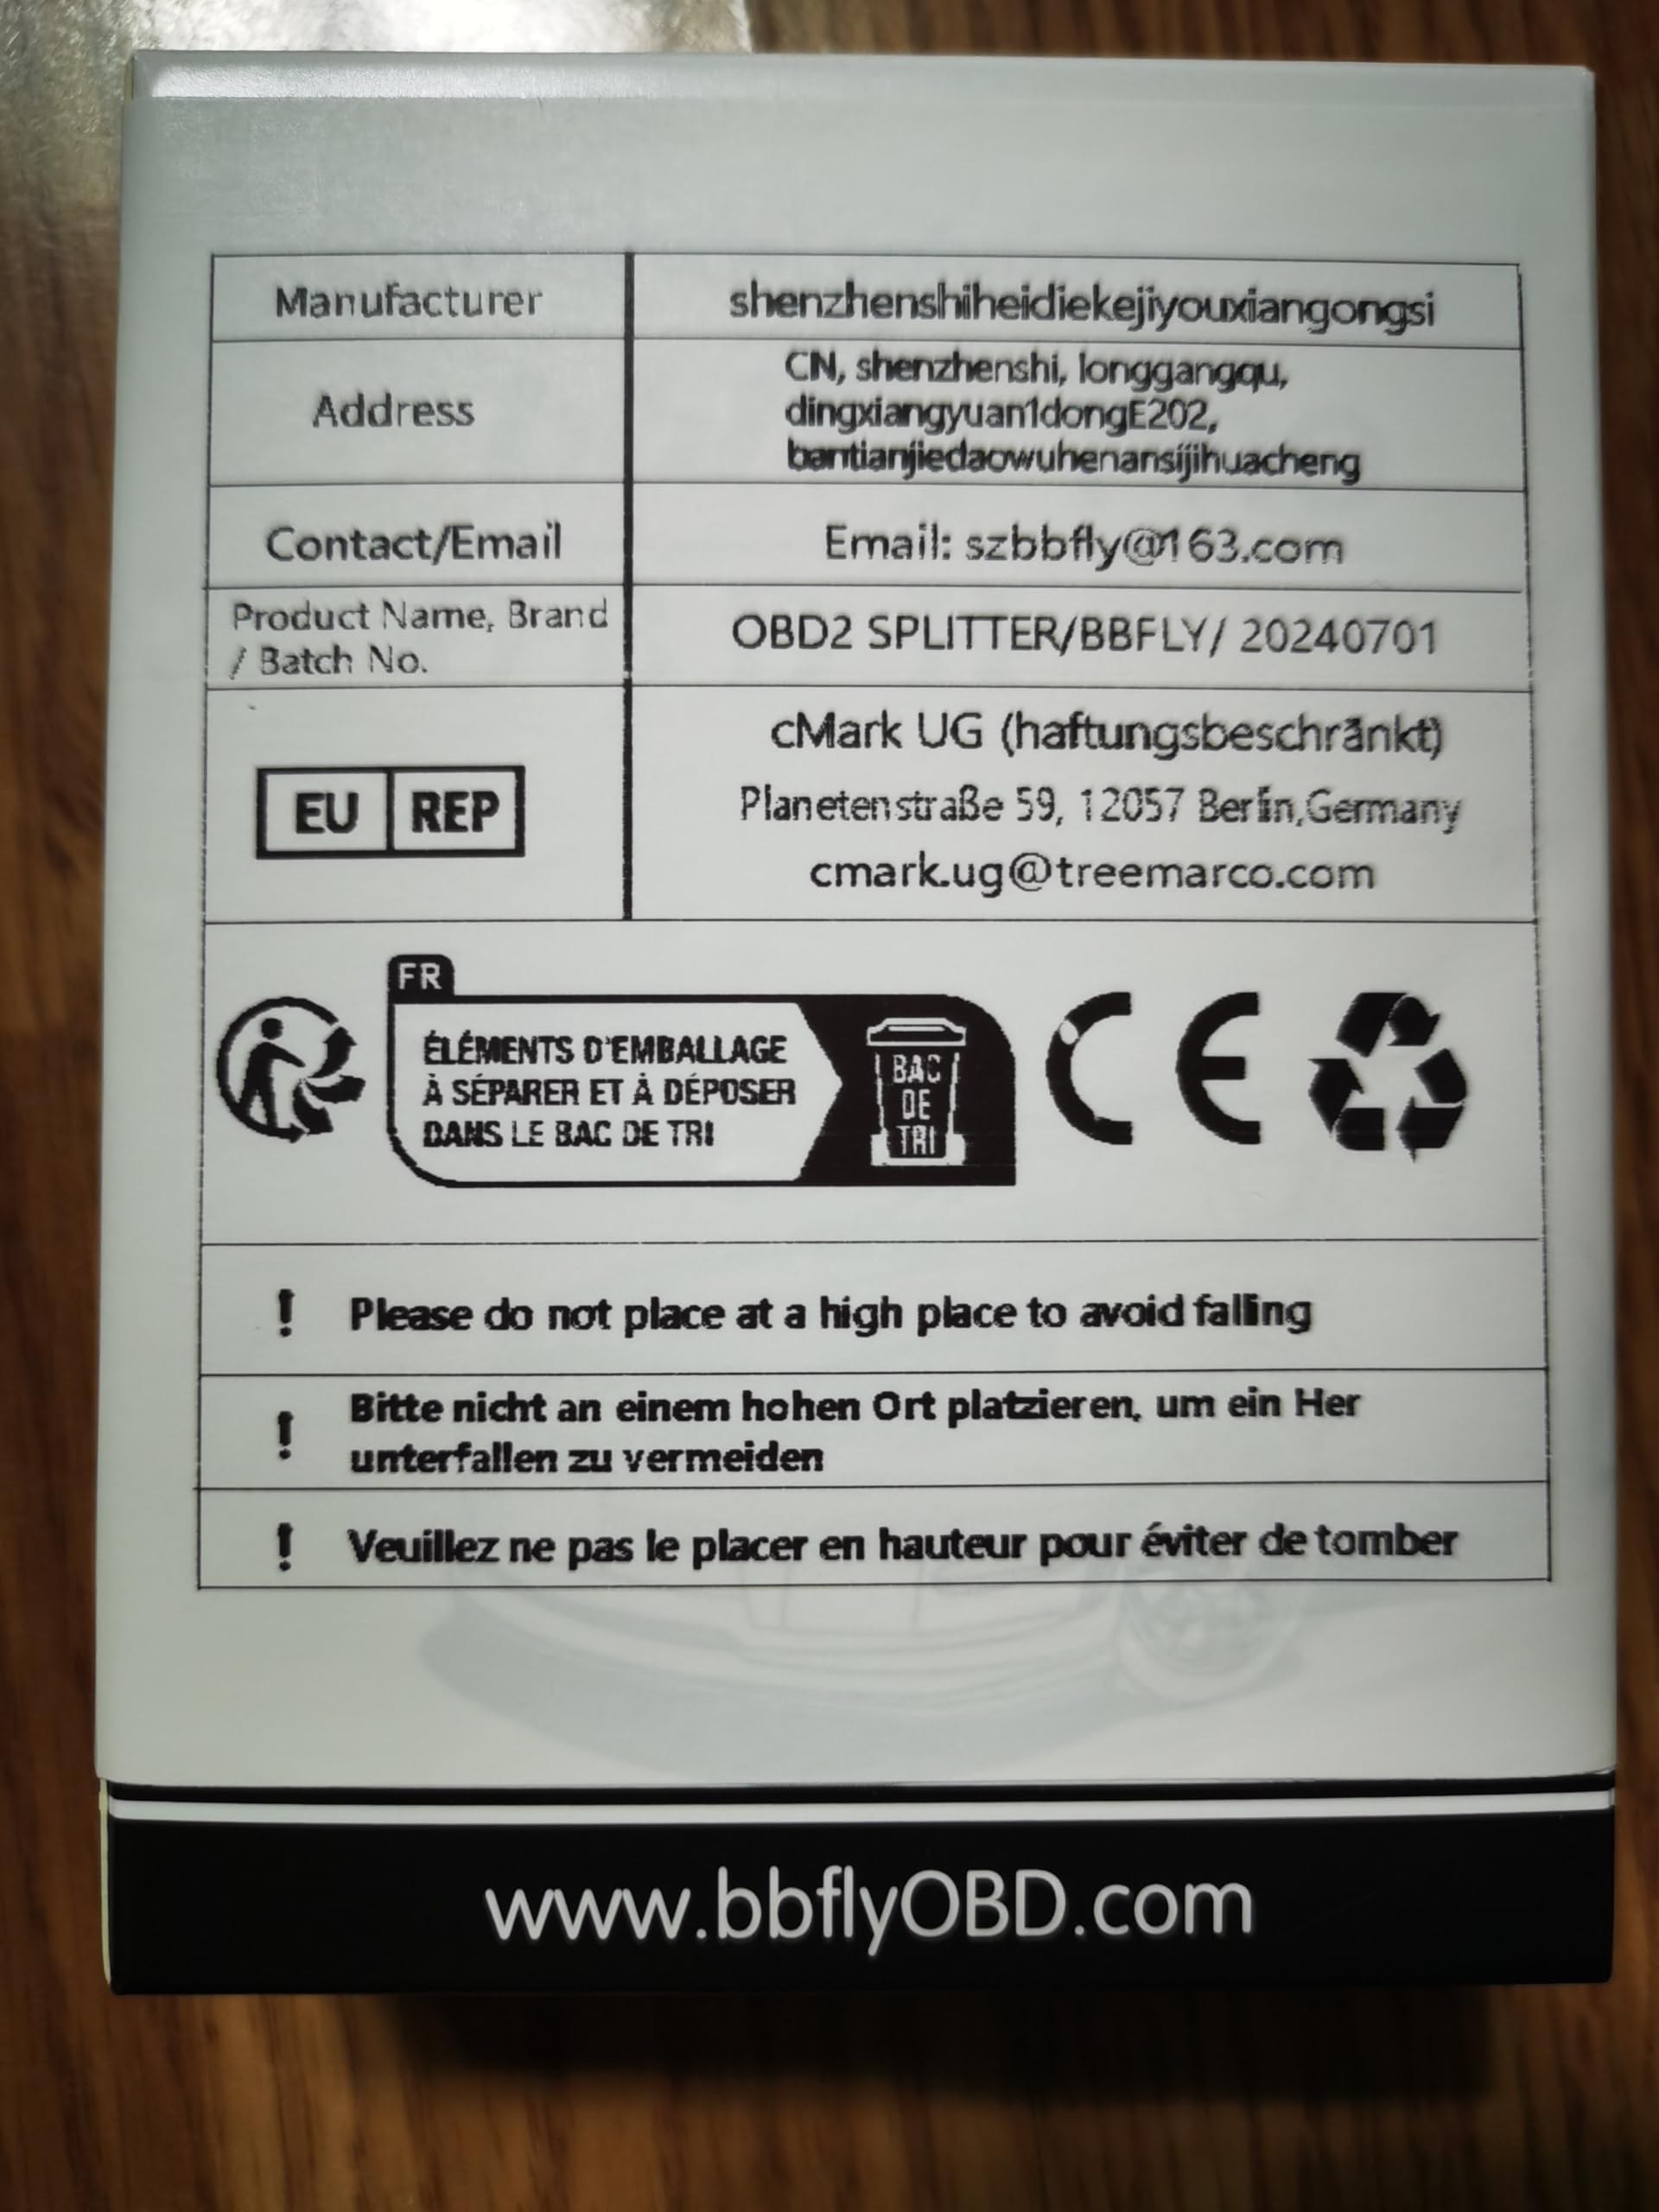 Manufacturer
shenzhenshiheidiekejiyouxiangongsi
Address
CN, shenzhenshi, longgangqu,
dingxiangyuan1dongE202,
bantianjiedaowuhenansijihuacheng
Contact/Email
Email: szbbfly@163.com
Product Name, Brand
/ Batch No.
OBD2 SPLITTER/BBFLY/ 20240701
EU REP
cMark UG (haftungsbeschränkt)
Planetenstraße 59, 12057 Berlin,Germany
cmark.ug@treemarco.com
FR
ÉLÉMENTS D'EMBALLAGE
À SÉPARER ET À DÉPOSER
DANS LE BAC DE TRI
BAC
DE
TRI
CE
! Please do not place at a high place to avoid falling
! Bitte nicht an einem hohen Ort platzieren, um ein Her
unterfallen zu vermeiden
! Veuillez ne pas le placer en hauteur pour éviter de tomber
www.bbflyOBD.com